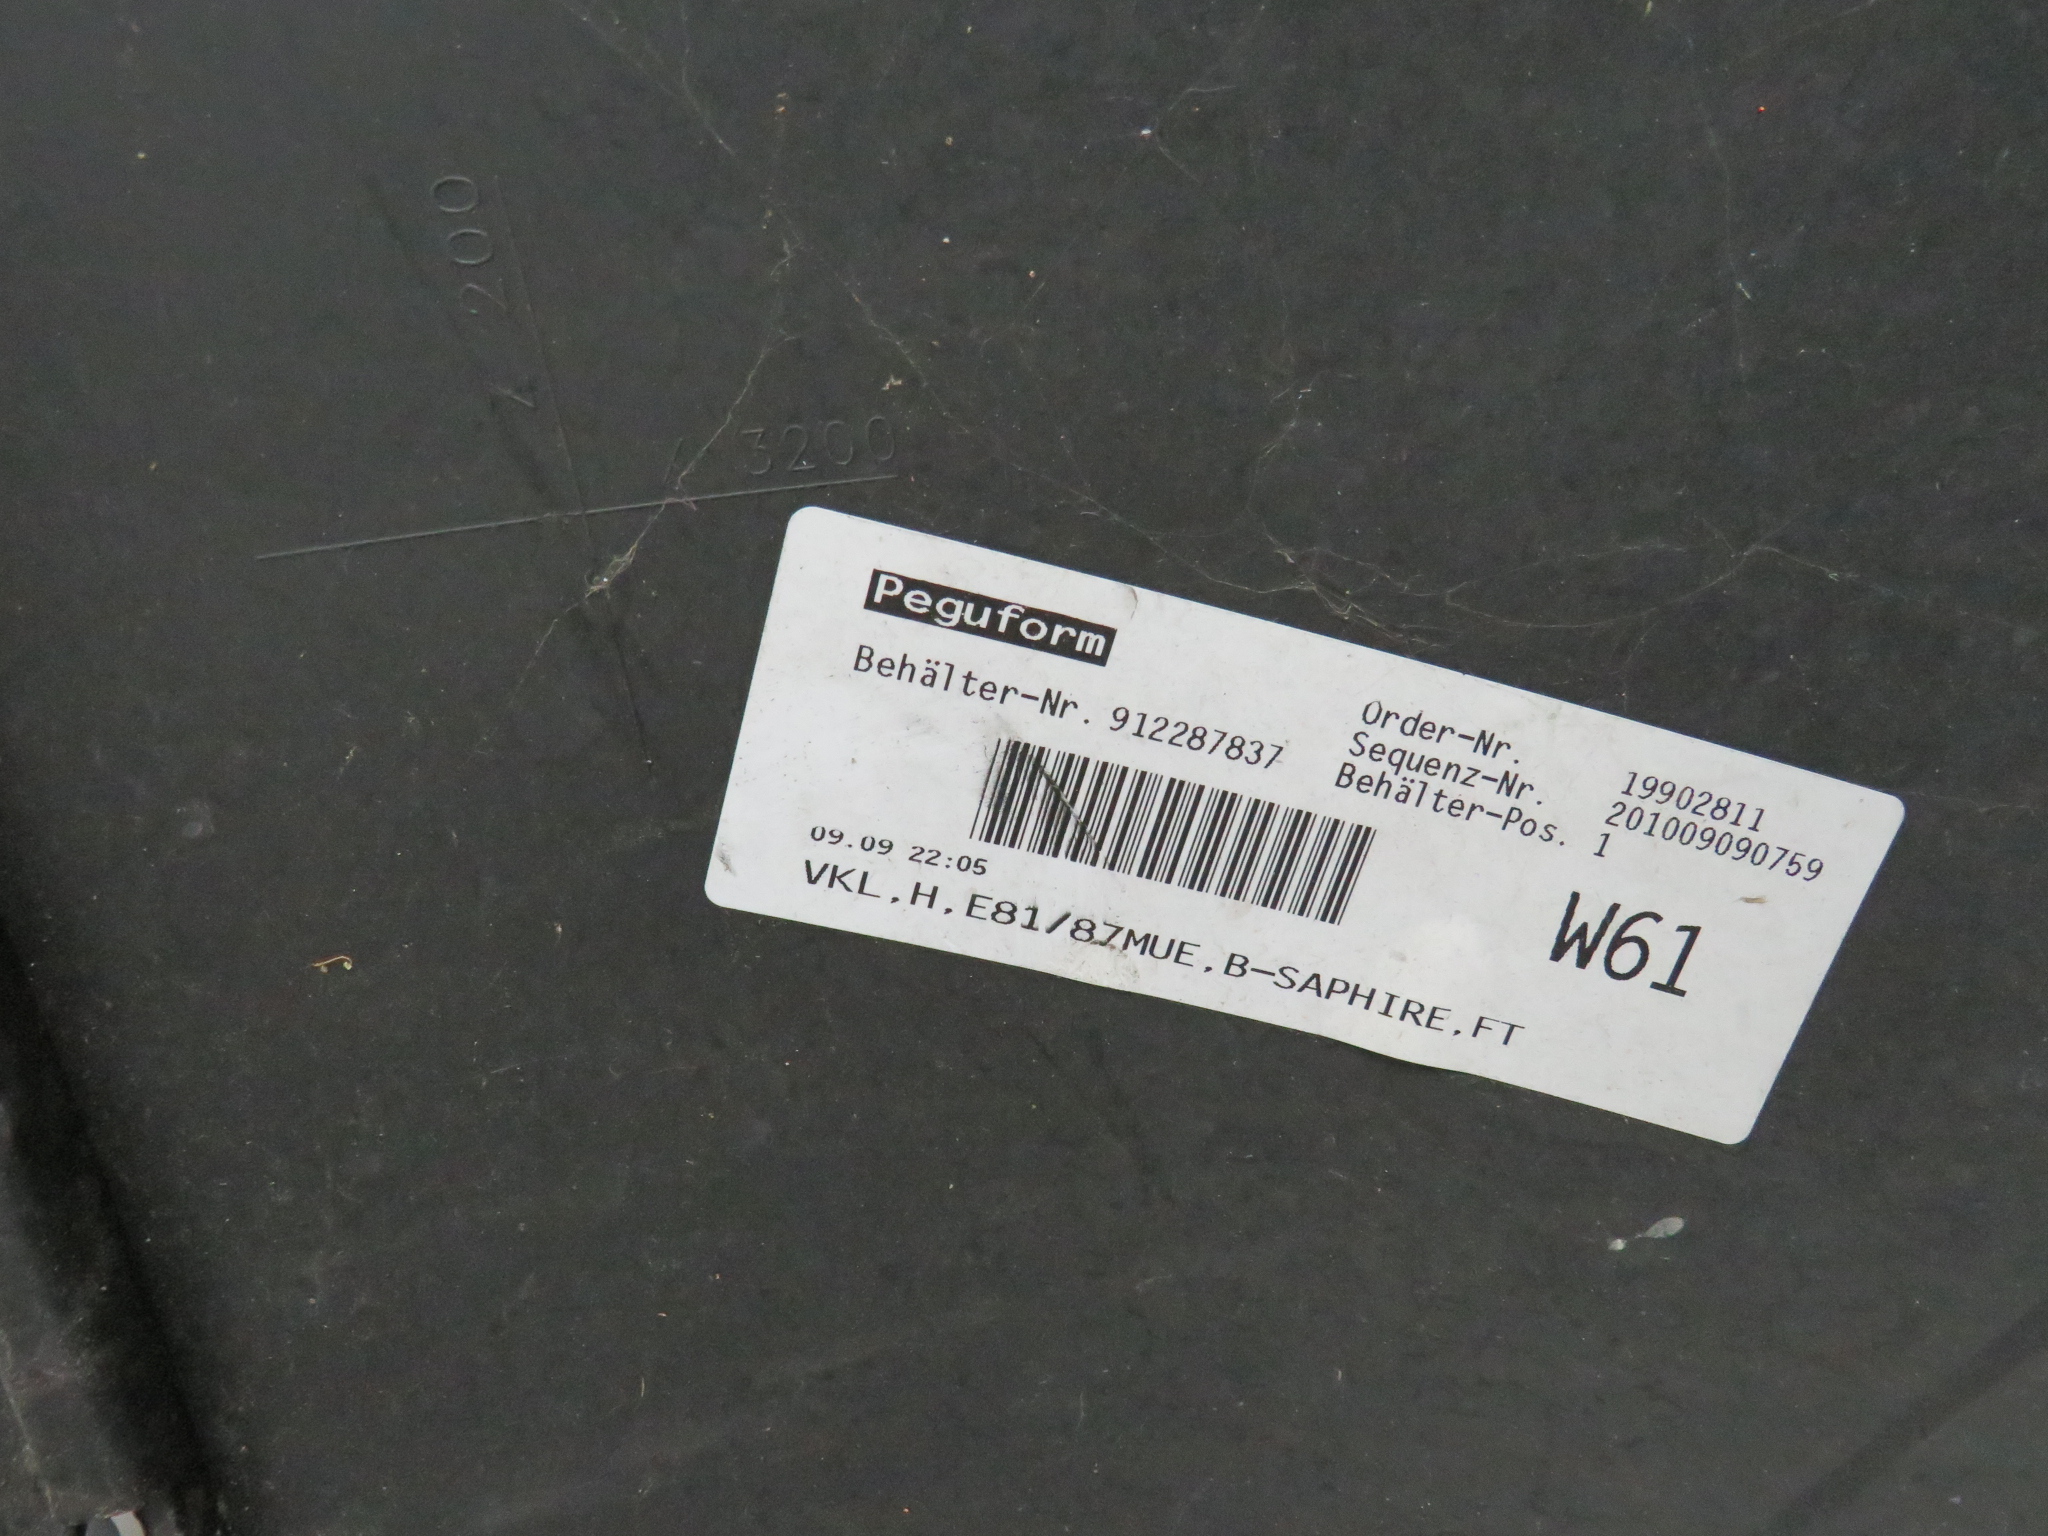 200
3200
Peguform
Behälter-Nr. 912287837
Order-Nr. 19902811
Sequenz-Nr. 201009090759
Behälter-Pos. 1
09.09 22:05
W61
VKL,H,E81/87MUE,B-SAPHIRE,FT